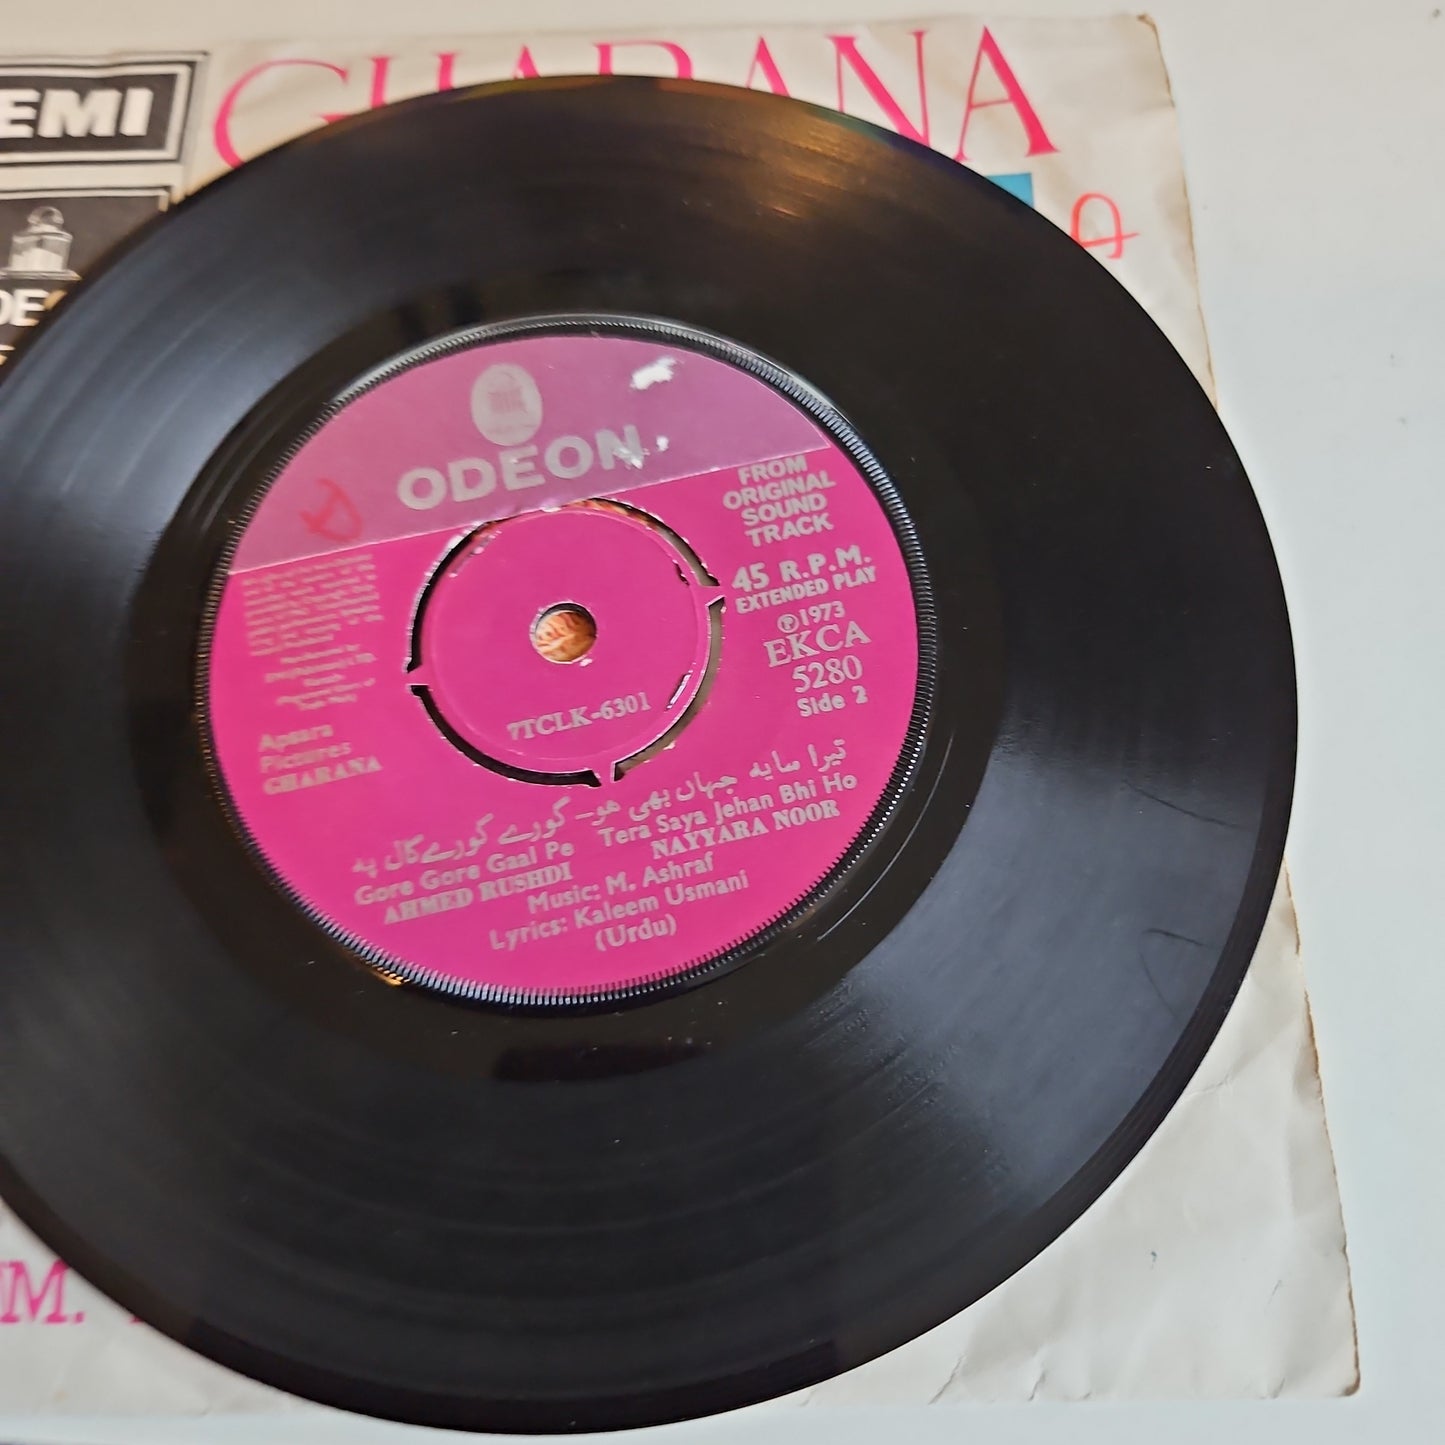 EMI
GHARANA
A
ODEON
FROM
ORIGINAL
SOUND
TRACK
45 R.P.M.
EXTENDED PLAY
℗1973
EKCA
5280
Side 2
7TCLK-6301
Apsara
Pictures
GHARANA
تیرا سایہ جہاں بھی ہو - گورے گورے گال پہ
Gore Gore Gaal Pe
AHMED RUSHDI
Tera Saya Jehan Bhi Ho
NAYYARA NOOR
Music: M. Ashraf
Lyrics: Kaleem Usmani
(Urdu)
M.